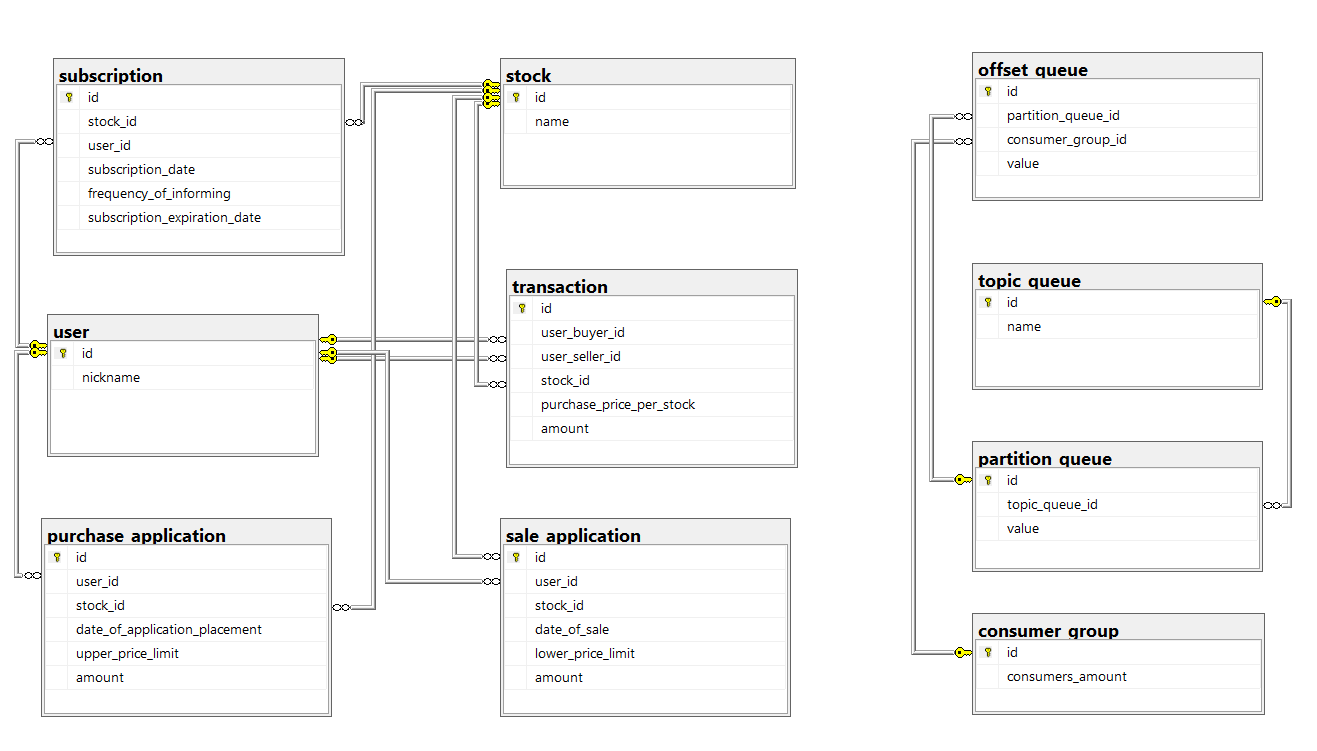 subscription
id
stock_id
user_id
subscription_date
frequency_of_informing
subscription_expiration_date
stock
id
name
offset_queue
id
partition_queue_id
consumer_group_id
value
user
id
nickname
transaction
id
user_buyer_id
user_seller_id
stock_id
purchase_price_per_stock
amount
topic_queue
id
name
partition_queue
id
topic_queue_id
value
purchase_application
id
user_id
stock_id
date_of_application_placement
upper_price_limit
amount
sale_application
id
user_id
stock_id
date_of_sale
lower_price_limit
amount
consumer_group
id
consumers_amount